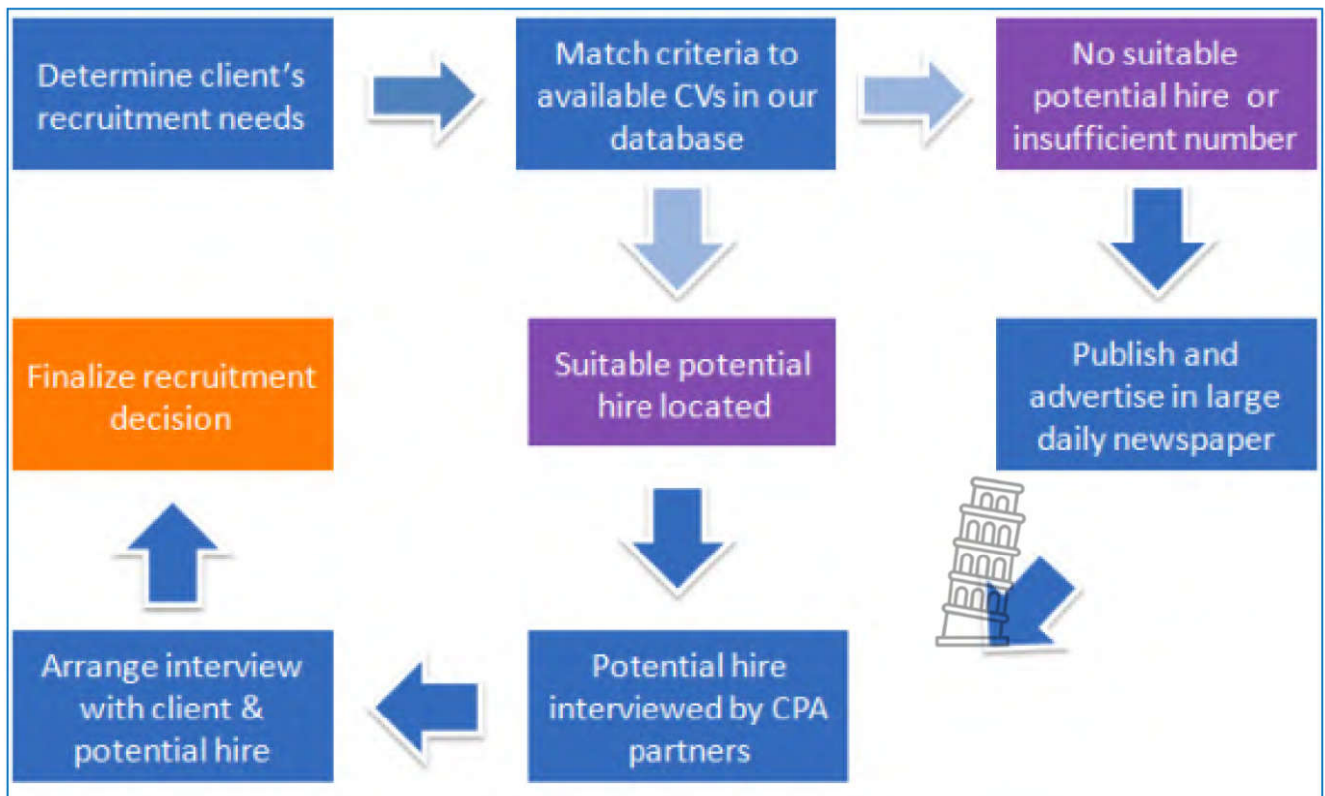 Determine client's
recruitment needs
Match criteria to
available CVs in our
database
No suitable
potential hire or
insufficient number
Finalize recruitment
decision
Suitable potential
hire located
Publish and
advertise in large
daily newspaper
Arrange interview
with client &
potential hire
Potential hire
interviewed by CPA
partners